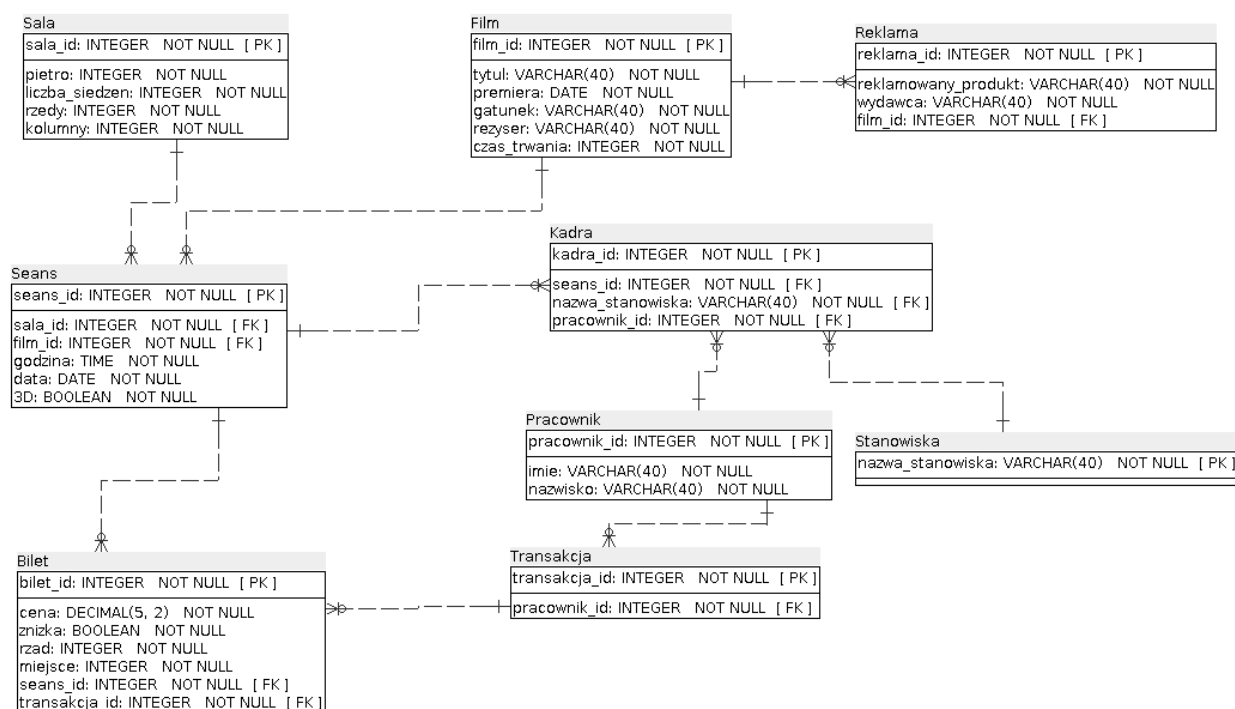 Sala
sala_id: INTEGER NOT NULL [ PK ]
pietro: INTEGER NOT NULL
liczba_siedzen: INTEGER NOT NULL
rzedy: INTEGER NOT NULL
kolumny: INTEGER NOT NULL
Film
film_id: INTEGER NOT NULL [ PK ]
tytul: VARCHAR(40) NOT NULL
premiera: DATE NOT NULL
gatunek: VARCHAR(40) NOT NULL
rezyser: VARCHAR(40) NOT NULL
czas_trwania: INTEGER NOT NULL
Reklama
reklama_id: INTEGER NOT NULL [ PK ]
reklamowany_produkt: VARCHAR(40) NOT NULL
wydawca: VARCHAR(40) NOT NULL
film_id: INTEGER NOT NULL [ FK ]
Seans
seans_id: INTEGER NOT NULL [ PK ]
sala_id: INTEGER NOT NULL [ FK ]
film_id: INTEGER NOT NULL [ FK ]
godzina: TIME NOT NULL
data: DATE NOT NULL
3D: BOOLEAN NOT NULL
Kadra
kadra_id: INTEGER NOT NULL [ PK ]
seans_id: INTEGER NOT NULL [ FK ]
nazwa_stanowiska: VARCHAR(40) NOT NULL [ FK ]
pracownik_id: INTEGER NOT NULL [ FK ]
Pracownik
pracownik_id: INTEGER NOT NULL [ PK ]
imie: VARCHAR(40) NOT NULL
nazwisko: VARCHAR(40) NOT NULL
Stanowiska
nazwa_stanowiska: VARCHAR(40) NOT NULL [ PK ]
Bilet
bilet_id: INTEGER NOT NULL [ PK ]
cena: DECIMAL(5, 2) NOT NULL
znizka: BOOLEAN NOT NULL
rzad: INTEGER NOT NULL
miejsce: INTEGER NOT NULL
seans_id: INTEGER NOT NULL [ FK ]
transakcja_id: INTEGER NOT NULL [ FK ]
Transakcja
transakcja_id: INTEGER NOT NULL [ PK ]
pracownik_id: INTEGER NOT NULL [ FK ]